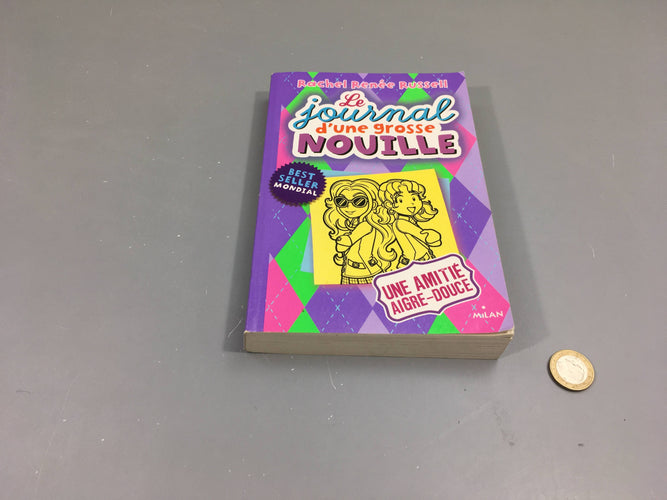 Rachel Renée Russell
Le
journal
d'une grosse
NOUILLE
BEST
SELLER
MONDIAL
UNE AMITIÉ
AIGRE-DOUCE
MILAN